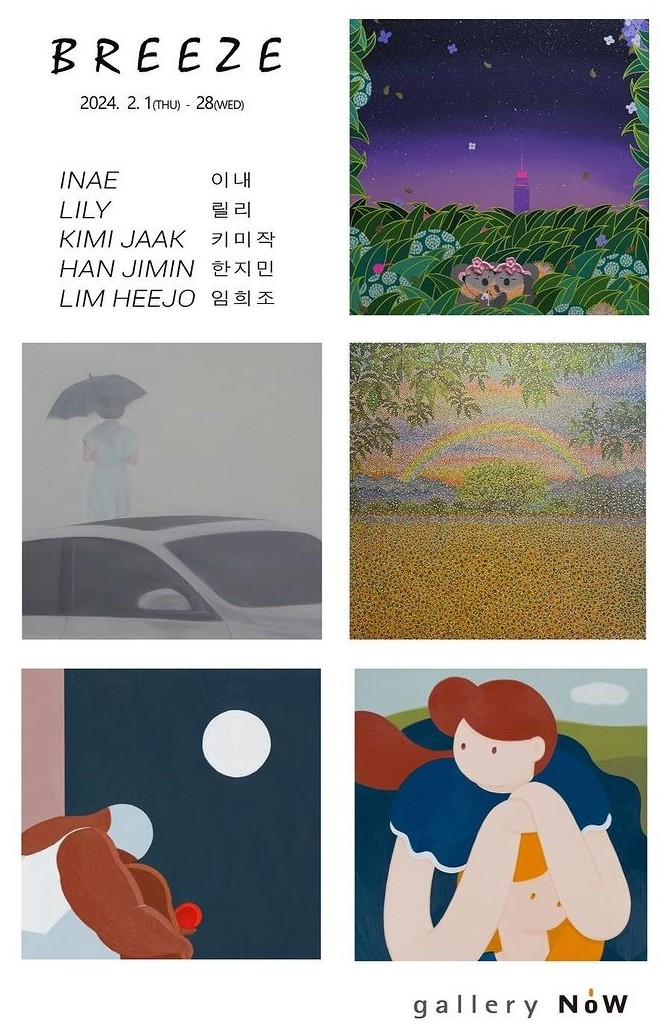 BREEZE
2024. 2. 1(THU) - 28(WED)
INAE 이내
LILY 릴리
KIMI JAAK 키미작
HAN JIMIN 한지민
LIM HEEJO 임희조
gallery NoW